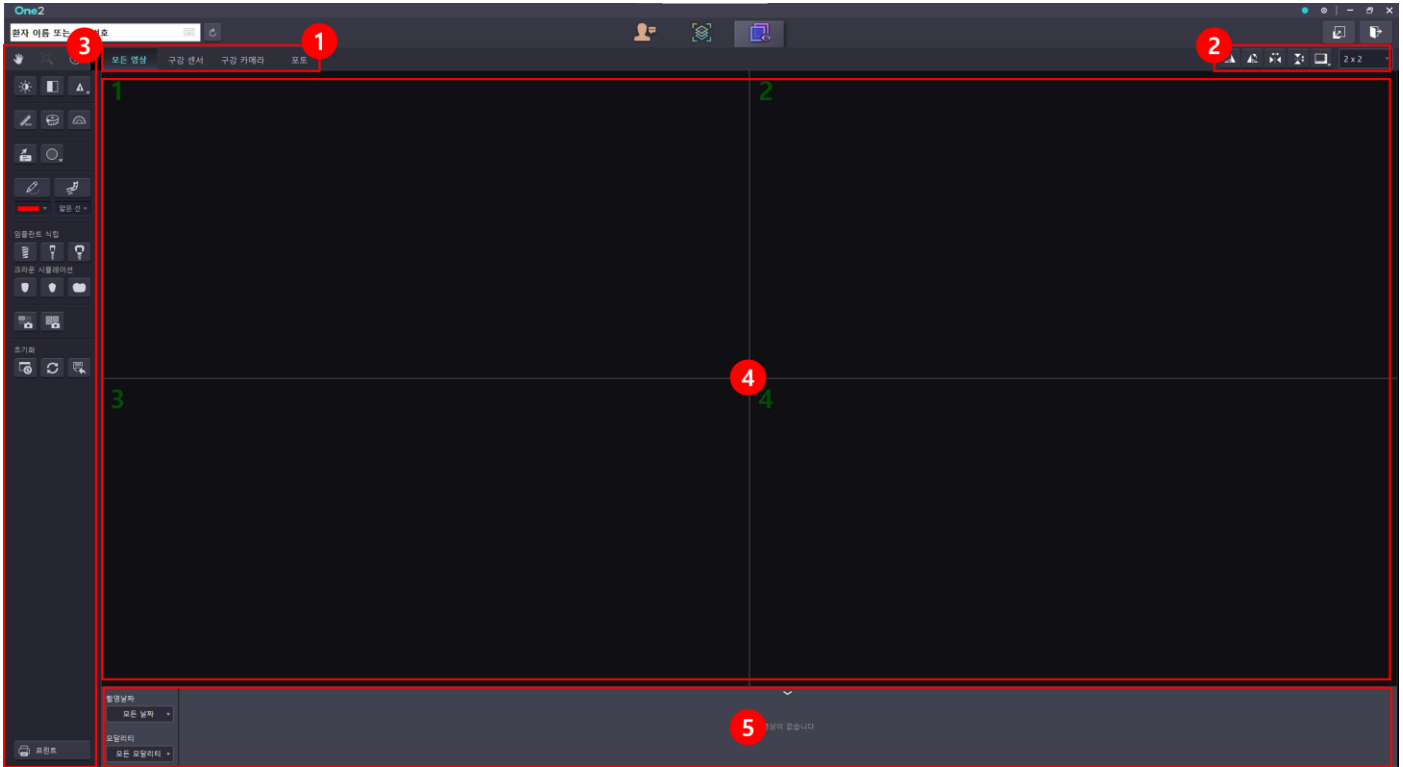 One2
환자 이름 또는 호
3
1
2
모든 영상 구강 센서 구강 카메라 포토
2 x 2
1
2
얇은 선
임플란트 식립
크라운 시뮬레이션
초기화
4
3
4
촬영날짜
모든 날짜
5
영상이 없습니다
모달리티
모든 모달리티
프린트